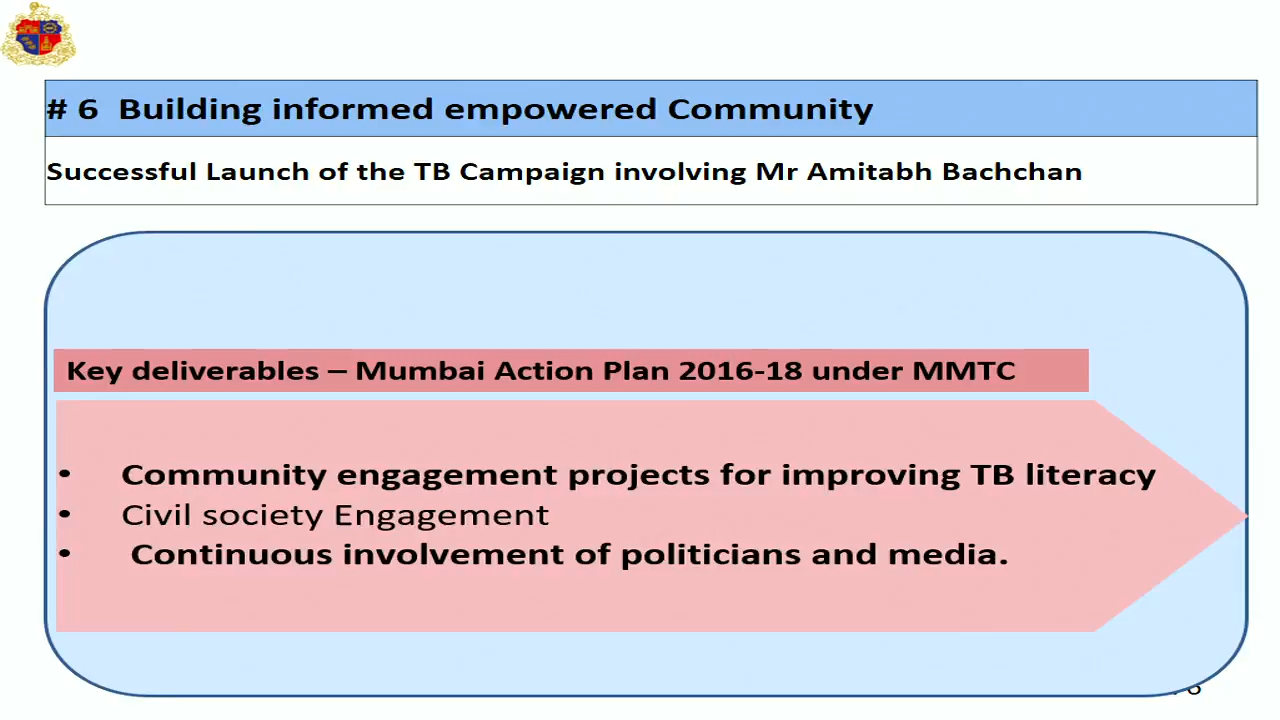 # 6 Building informed empowered Community
Successful Launch of the TB Campaign involving Mr Amitabh Bachchan
Key deliverables – Mumbai Action Plan 2016-18 under MMTC
• Community engagement projects for improving TB literacy
• Civil society Engagement
• Continuous involvement of politicians and media.